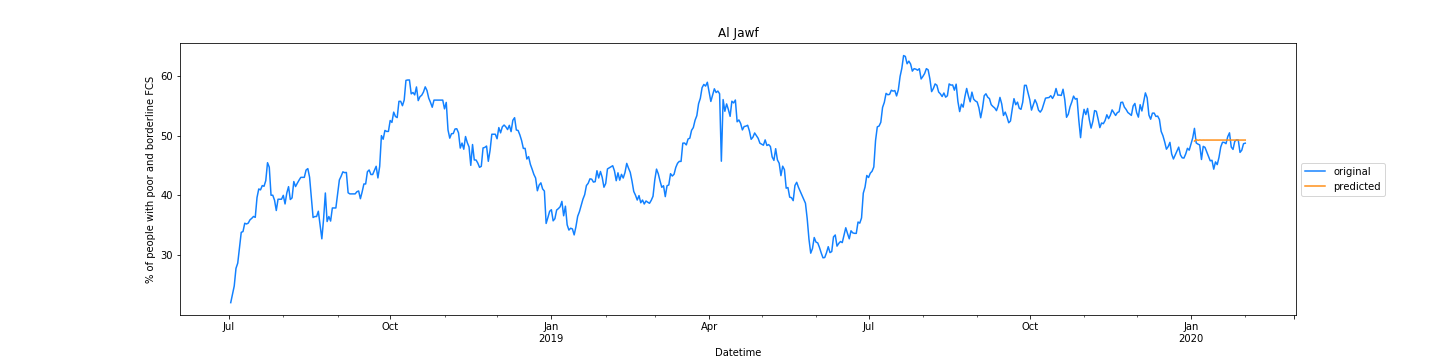 Al Jawf
% of people with poor and borderline FCS
60
50
40
30
Jul
Oct
Jan
2019
Apr
Jul
Oct
Jan
2020
Datetime
original
predicted